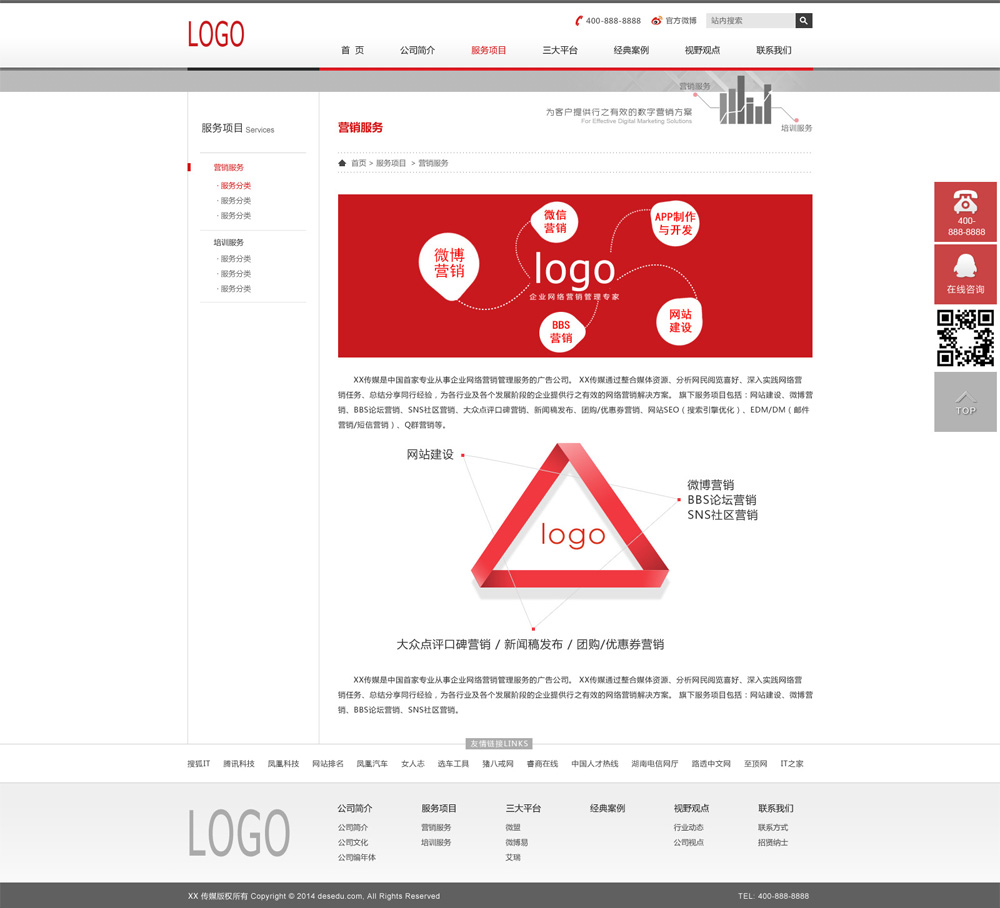 LOGO
400-888-8888 官方微博 站内搜索
首 页 公司简介 服务项目 三大平台 经典案例 视野观点 联系我们
营销服务
为客户提供行之有效的数字营销方案
For Effective Digital Marketing Solutions
培训服务
服务项目 Services
营销服务
· 服务分类
· 服务分类
· 服务分类
培训服务
· 服务分类
· 服务分类
· 服务分类
营销服务
首页 > 服务项目 > 营销服务
微博
营销
微信
营销
APP制作
与开发
logo
企业网络营销管理专家
BBS
营销
网站
建设
XX传媒是中国首家专业从事企业网络营销管理服务的广告公司。 XX传媒通过整合媒体资源、分析网民阅览喜好、深入实践网络营
销任务、总结分享同行经验，为各行业及各个发展阶段的企业提供行之有效的网络营销解决方案。 旗下服务项目包括：网站建设、微博营
销、BBS论坛营销、SNS社区营销、大众点评口碑营销、新闻稿发布、团购/优惠券营销、网站SEO（搜索引擎优化）、EDM/DM（邮件
营销/短信营销）、Q群营销等。
网站建设
微博营销
BBS论坛营销
SNS社区营销
logo
大众点评口碑营销 / 新闻稿发布 / 团购/优惠券营销
XX传媒是中国首家专业从事企业网络营销管理服务的广告公司。 XX传媒通过整合媒体资源、分析网民阅览喜好、深入实践网络营
销任务、总结分享同行经验，为各行业及各个发展阶段的企业提供行之有效的网络营销解决方案。 旗下服务项目包括：网站建设、微博营
销、BBS论坛营销、SNS社区营销。
400-
888-8888
在线咨询
TOP
友情链接LINKS
搜狐IT 腾讯科技 凤凰科技 网站排名 凤凰汽车 女人志 选车工具 猪八戒网 睿商在线 中国人才热线 湖南电信网厅 路透中文网 至顶网 IT之家
LOGO
公司简介 服务项目 三大平台 经典案例 视野观点 联系我们
公司简介 营销服务 微盟 行业动态 联系方式
公司文化 培训服务 微博易 公司视点 招贤纳士
公司编年体 艾瑞
XX 传媒版权所有 Copyright © 2014 desedu.com, All Rights Reserved TEL: 400-888-8888